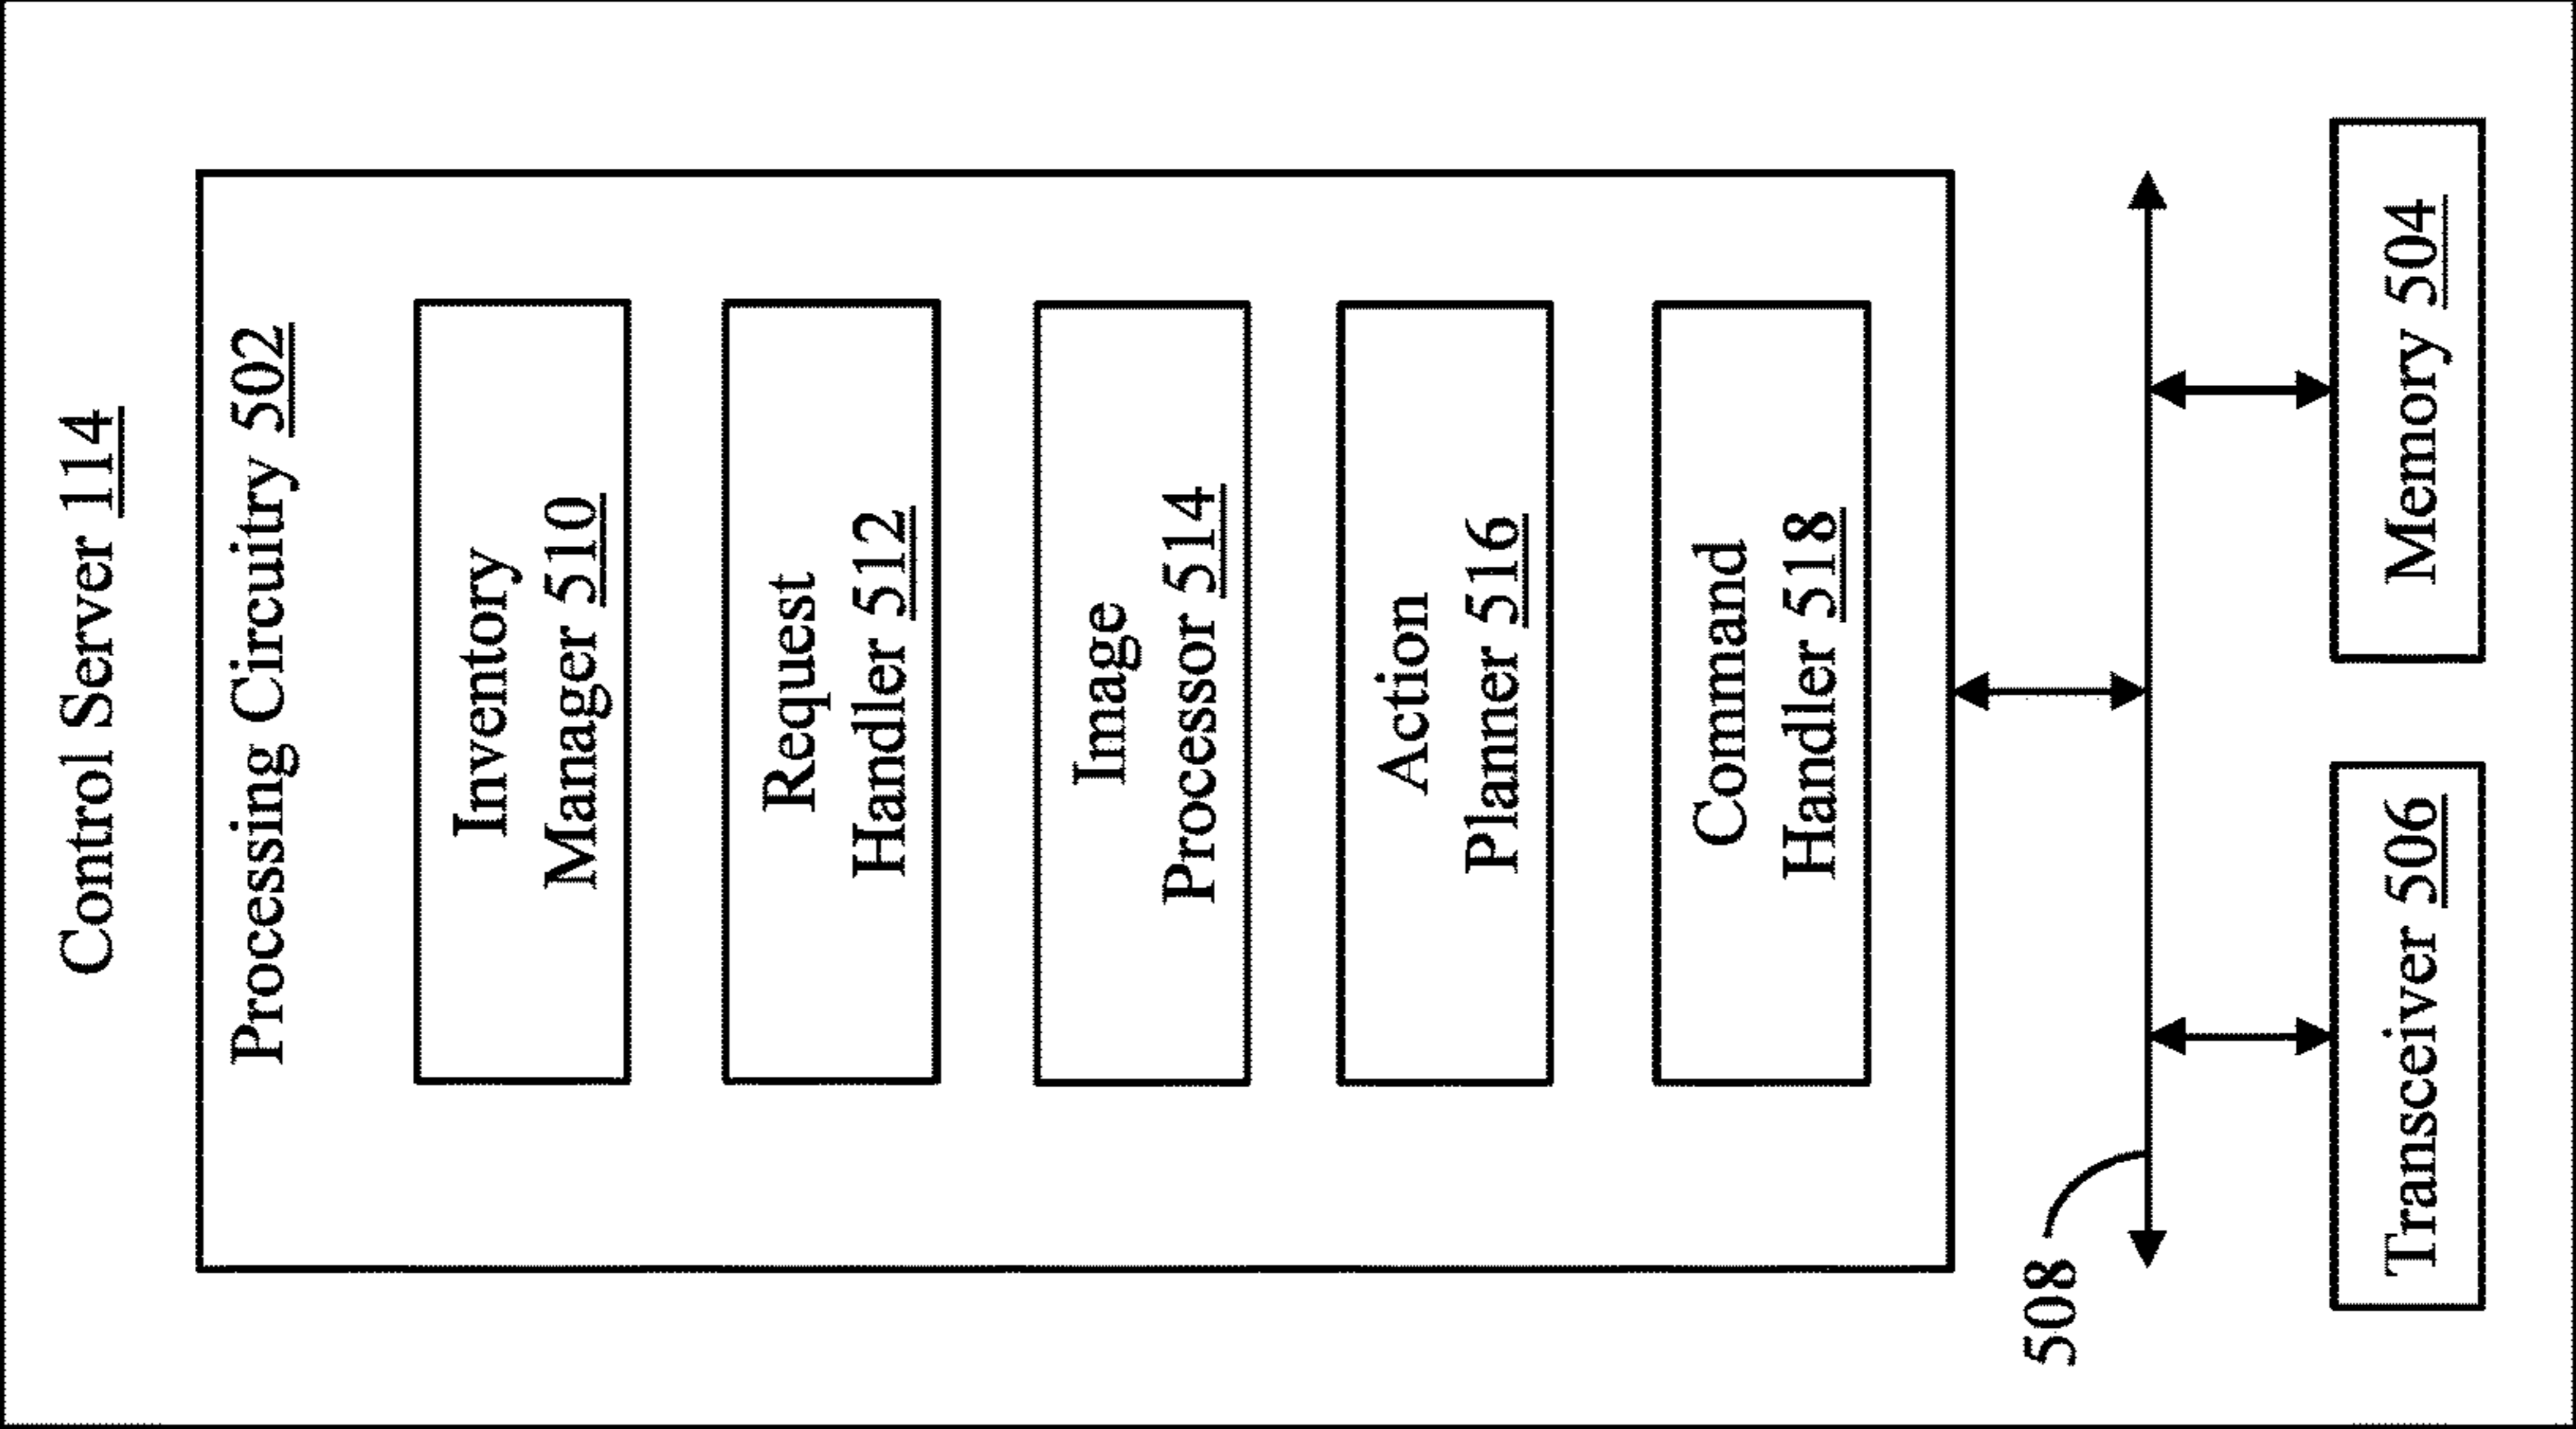 Control Server 114
Processing Circuitry 502
Inventory
Manager 510
Request
Handler 512
Image
Processor 514
Action
Planner 516
Command
Handler 518
508
Transceiver 506
Memory 504